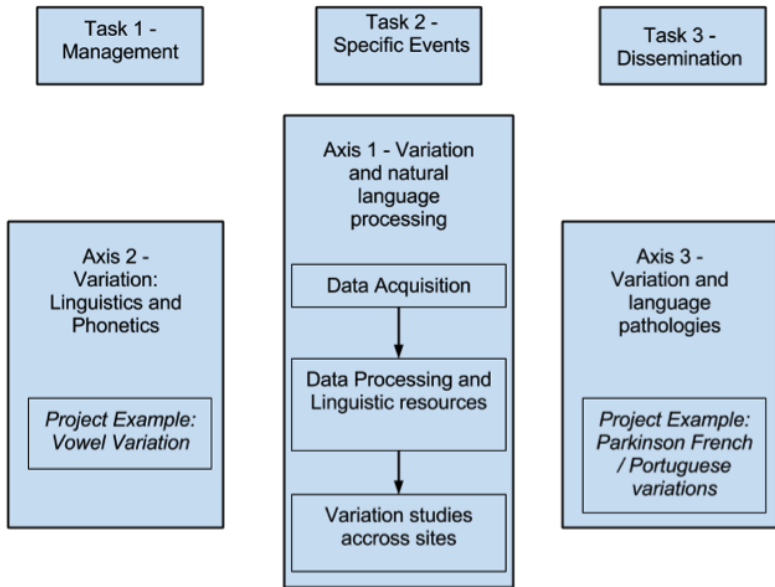 Task 1 -
Management
Task 2 -
Specific Events
Task 3 -
Dissemination
Axis 1 - Variation
and natural
language
processing
Data Acquisition
Data Processing and
Linguistic resources
Variation studies
accross sites
Axis 2 -
Variation:
Linguistics and
Phonetics
Project Example:
Vowel Variation
Axis 3 -
Variation and
language
pathologies
Project Example:
Parkinson French
/ Portuguese
variations